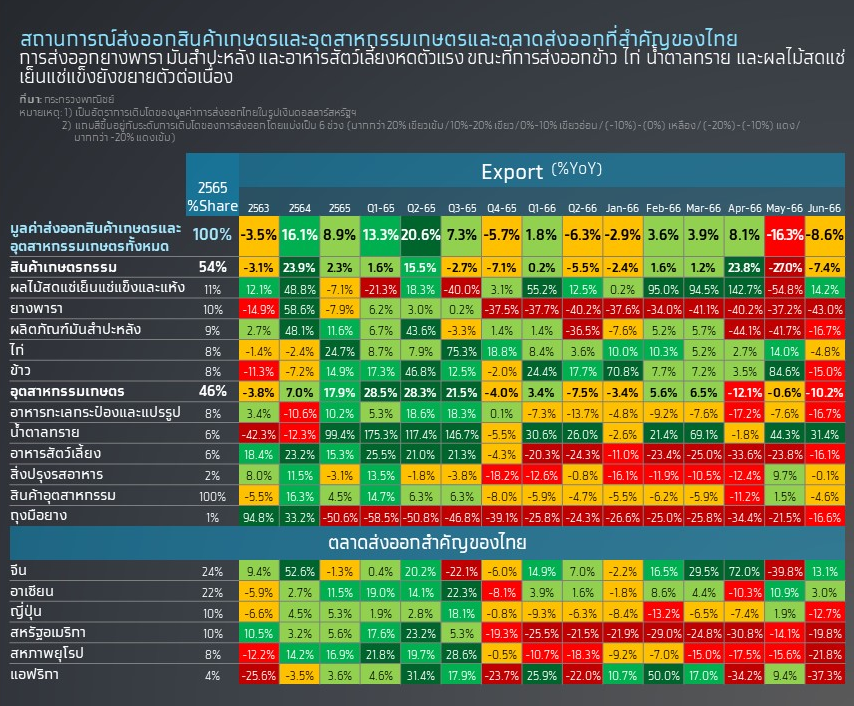 สถานการณ์ส่งออกสินค้าเกษตรและอุตสาหกรรมเกษตรและตลาดส่งออกที่สำคัญของไทย
การส่งออกยางพารา มันสำปะหลัง และอาหารสัตว์เลี้ยงหดตัวแรง ขณะที่การส่งออกข้าว ไก่ น้ำตาลทราย และผลไม้สดแช่
เย็นแช่แข็งยังขยายตัวต่อเนื่อง
ที่มา: กระทรวงพาณิชย์
หมายเหตุ: 1) เป็นอัตราการเติบโตของมูลค่าการส่งออกไทยในรูปเงินดอลลาร์สหรัฐฯ
2) แถบสีขึ้นอยู่กับระดับการเติบโตของการส่งออก โดยแบ่งเป็น 6 ช่วง (มากกว่า 20% เขียวเข้ม / 10%-20% เขียว / 0%-10% เขียวอ่อน / (-10%) - (0%) เหลือง / (-20%) - (-10%) แดง /
มากกว่า -20% แดงเข้ม)
Export (%YoY)
2565
%Share 2563 2564 2565 Q1-65 Q2-65 Q3-65 Q4-65 Q1-66 Q2-66 Jan-66 Feb-66 Mar-66 Apr-66 May-66 Jun-66
มูลค่าส่งออกสินค้าเกษตรและ
อุตสาหกรรมเกษตรทั้งหมด 100% -3.5% 16.1% 8.9% 13.3% 20.6% 7.3% -5.7% 1.8% -6.3% -2.9% 3.6% 3.9% 8.1% -16.3% -8.6%
สินค้าเกษตรกรรม 54% -3.1% 23.9% 2.3% 1.6% 15.5% -2.7% -7.1% 0.2% -5.5% -2.4% 1.6% 1.2% 23.8% -27.0% -7.4%
ผลไม้สดแช่เย็นแช่แข็งและแห้ง 11% 12.1% 48.8% -7.1% -21.3% 18.3% -40.0% 3.1% 55.2% 12.5% 0.2% 95.0% 94.5% 142.7% -54.8% 14.2%
ยางพารา 10% -14.9% 58.6% -7.9% 6.2% 3.0% 0.2% -37.5% -37.7% -40.2% -37.6% -34.0% -41.1% -40.2% -37.2% -43.0%
ผลิตภัณฑ์มันสำปะหลัง 9% 2.7% 48.1% 11.6% 6.7% 43.6% -3.3% 1.4% 1.4% -36.5% -7.6% 5.2% 5.7% -44.1% -41.7% -16.7%
ไก่ 8% -1.4% -2.4% 24.7% 8.7% 7.9% 75.3% 18.8% 8.4% 3.6% 10.0% 10.3% 5.2% 2.7% 14.0% -4.8%
ข้าว 8% -11.3% -7.2% 14.9% 17.3% 46.8% 12.5% -2.0% 24.4% 17.7% 70.8% 7.7% 7.2% 3.5% 84.6% -15.0%
อุตสาหกรรมเกษตร 46% -3.8% 7.0% 17.9% 28.5% 28.3% 21.5% -4.0% 3.4% -7.5% -3.4% 5.6% 6.5% -12.1% -0.6% -10.2%
อาหารทะเลกระป๋องและแปรรูป 8% 3.4% -10.6% 10.2% 5.3% 18.6% 18.3% 0.1% -7.3% -13.7% -4.8% -9.2% -7.6% -17.2% -7.6% -16.7%
น้ำตาลทราย 6% -42.3% -12.3% 99.4% 175.3% 117.4% 146.7% -5.5% 30.6% 26.0% -2.6% 21.4% 69.1% -1.8% 44.3% 31.4%
อาหารสัตว์เลี้ยง 6% 18.4% 23.2% 15.3% 25.5% 21.0% 21.3% -4.3% -20.3% -24.3% -11.0% -23.4% -25.0% -33.6% -23.8% -16.1%
สิ่งปรุงรสอาหาร 2% 8.0% 11.5% -3.1% 13.5% -1.8% -3.8% -18.2% -12.6% -0.8% -16.1% -11.9% -10.5% -12.4% 9.7% -0.1%
สินค้าอุตสาหกรรม 100% -5.5% 16.3% 4.5% 14.7% 6.3% 6.3% -8.0% -5.9% -4.7% -5.5% -6.2% -5.9% -11.2% 1.5% -4.6%
ถุงมือยาง 1% 94.8% 33.2% -50.6% -58.5% -50.8% -46.8% -39.1% -25.8% -24.3% -26.6% -25.0% -25.8% -34.4% -21.5% -16.6%
ตลาดส่งออกสำคัญของไทย
จีน 24% 9.4% 52.6% -1.3% 0.4% 20.2% -22.1% -6.0% 14.9% 7.0% -2.2% 16.5% 29.5% 72.0% -39.8% 13.1%
อาเซียน 22% -5.9% 2.7% 11.5% 19.0% 14.1% 22.3% -8.1% 3.9% 1.6% -1.8% 8.6% 4.4% -10.3% 10.9% 3.0%
ญี่ปุ่น 10% -6.6% 4.5% 5.3% 1.9% 2.8% 18.1% -0.8% -9.3% -6.3% -8.4% -13.2% -6.5% -7.4% 1.9% -12.7%
สหรัฐอเมริกา 10% 10.5% 3.2% 5.6% 17.6% 23.2% 5.3% -19.3% -25.5% -21.5% -21.9% -29.0% -24.8% -30.8% -14.1% -19.8%
สหภาพยุโรป 8% -12.2% 14.2% 16.9% 21.8% 19.7% 28.6% -0.5% -10.7% -18.3% -9.2% -7.0% -15.0% -17.5% -15.6% -21.8%
แอฟริกา 4% -25.6% -3.5% 3.6% 4.6% 31.4% 17.9% -23.7% 25.9% -22.0% 10.7% 50.0% 17.0% -34.2% 9.4% -37.3%